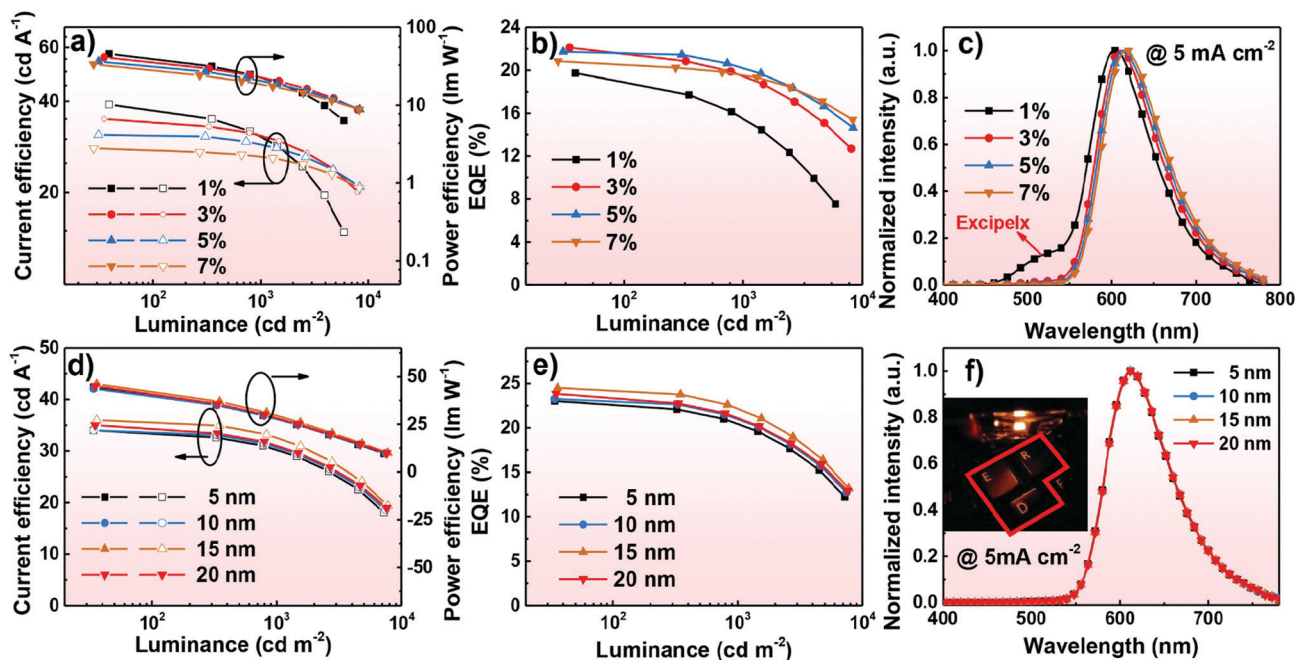 a)
Current efficiency (cd A⁻¹)
60
40
20
Power efficiency (lm W⁻¹)
100
10
1
0.1
1%
3%
5%
7%
10²
10³
10⁴
Luminance (cd m⁻²)
b)
EQE (%)
24
22
20
18
16
14
12
8
4
0
1%
3%
5%
7%
10²
10³
10⁴
Luminance (cd m⁻²)
c)
@ 5 mA cm⁻²
Normalized intensity (a.u.)
1.0
0.8
0.6
0.4
0.2
0.0
1%
3%
5%
7%
Excipelx
400 500 600 700 800
Wavelength (nm)
d)
Current efficiency (cd A⁻¹)
50
40
30
20
10
0
Power efficiency (lm W⁻¹)
50
25
0
-25
-50
5 nm
10 nm
15 nm
20 nm
10²
10³
10⁴
Luminance (cd m⁻²)
e)
EQE (%)
25
20
15
10
5
0
5 nm
10 nm
15 nm
20 nm
10²
10³
10⁴
Luminance (cd m⁻²)
f)
Normalized intensity (a.u.)
1.0
0.8
0.6
0.4
0.2
0.0
5 nm
10 nm
15 nm
20 nm
E
R
D
F
@ 5mA cm⁻²
400 500 600 700
Wavelength (nm)